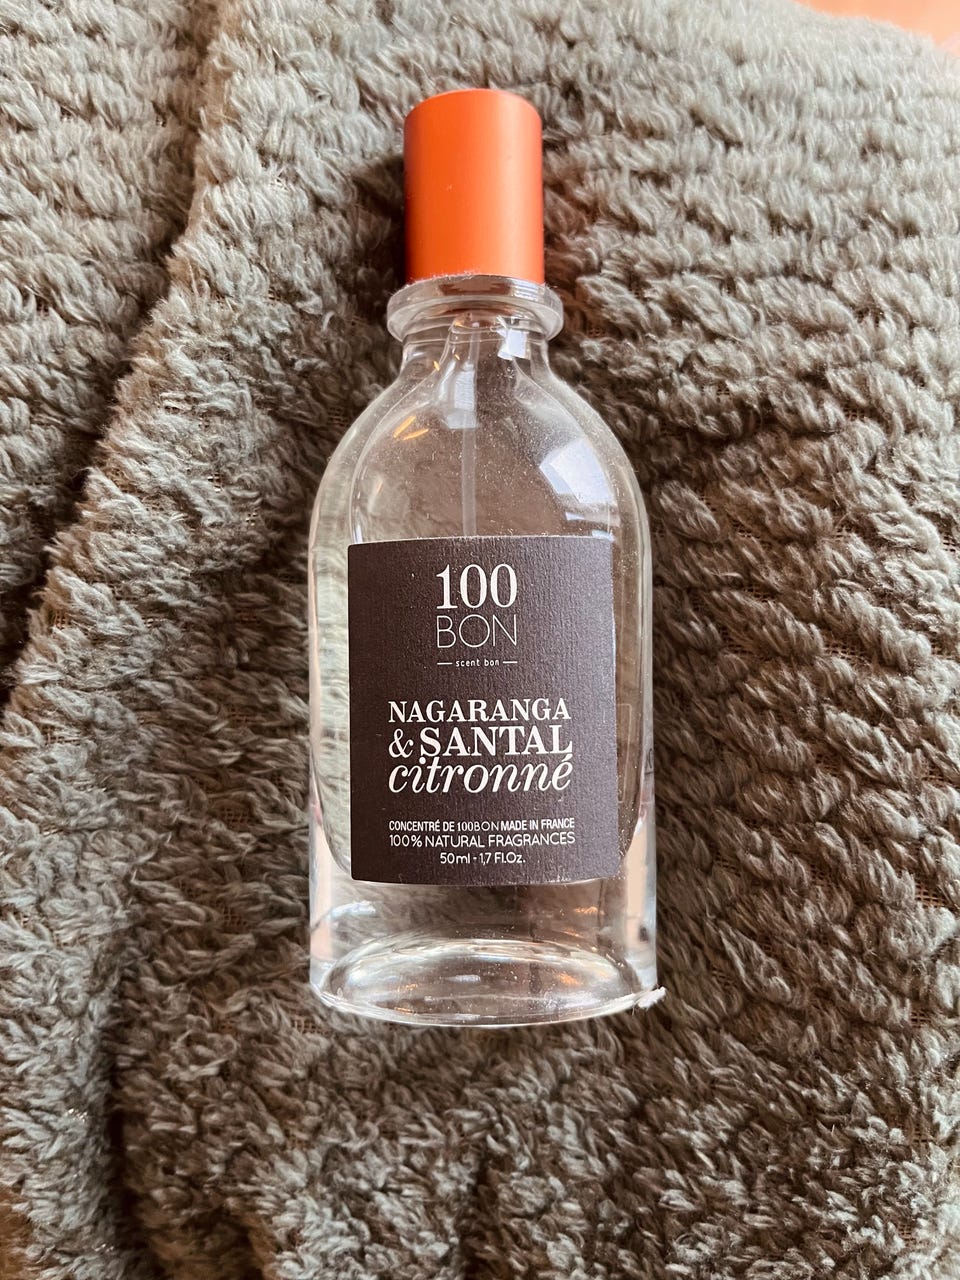 100
BON
scent bon
NAGARANGA
& SANTAL
citronné
CONCENTRÉ DE 100BON MADE IN FRANCE
100% NATURAL FRAGRANCES
50ml - 1,7 Fl.Oz.